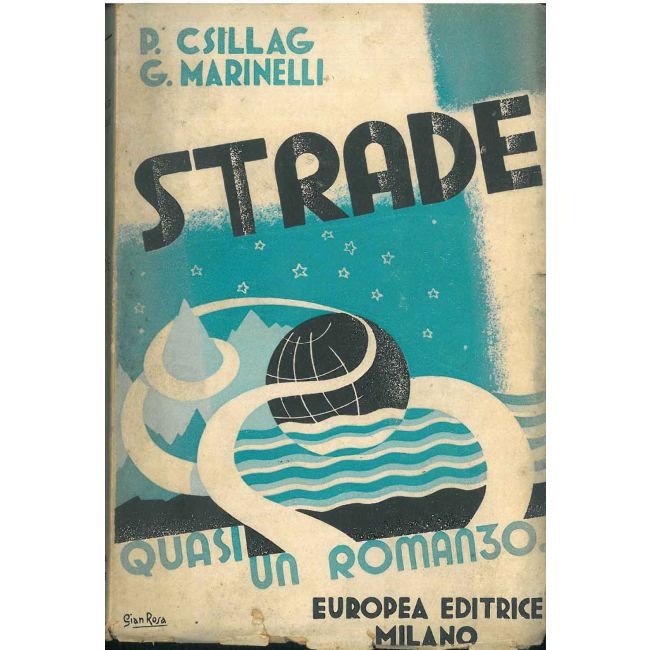 P. CSILLAG
G. MARINELLI
STRADE
QUASI UN ROMANZO.
EUROPEA EDITRICE
MILANO
Gian Rosa